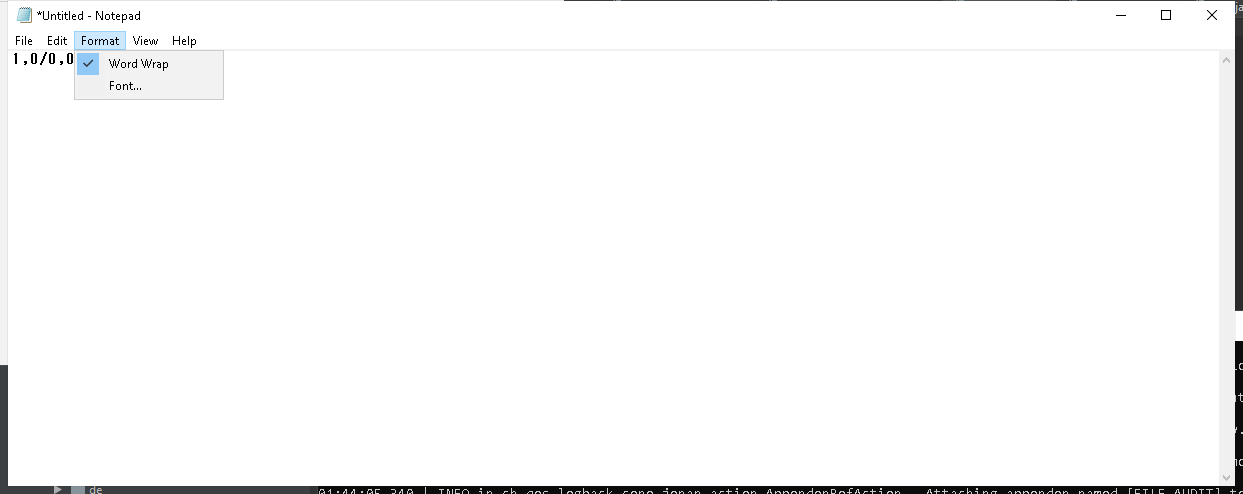 *Untitled - Notepad
File Edit Format View Help
1,0/0,0
Word Wrap
Font...
de
01:44:05,340 | INFO in ch.qos.logback.core.joran.action.AppenderRefAction - Attaching appender named [FILE_AUDIT] t